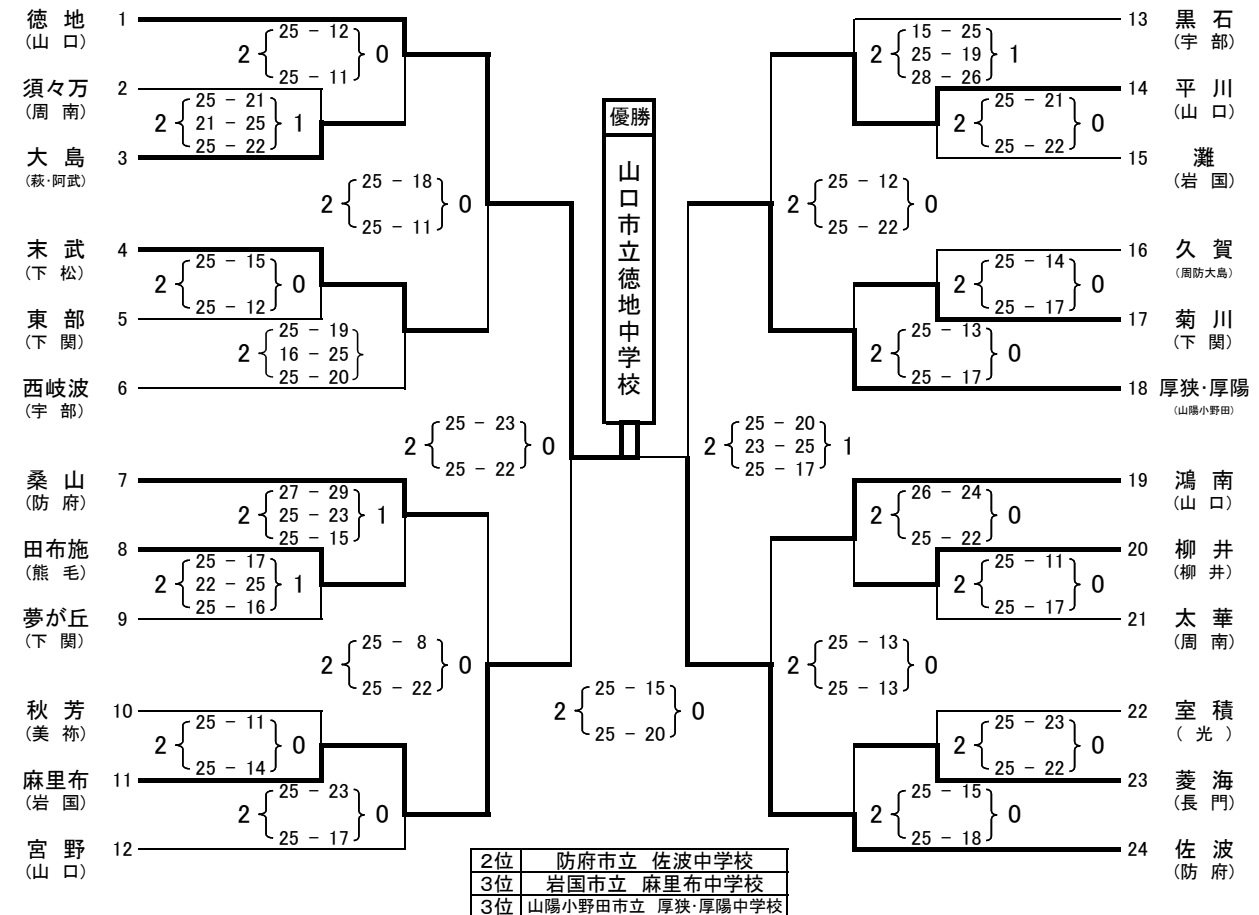 徳 地 1
(山 口)
25 - 12
2 0
25 - 11
須々万 2
(周 南)
25 - 21
2 21 - 25 1
25 - 22
大 島 3
(萩・阿武)
25 - 18
2 0
25 - 11
末 武 4
(下 松)
25 - 15
2 0
25 - 12
東 部 5
(下 関)
25 - 19
2 16 - 25
25 - 20
西岐波 6
(宇 部)
25 - 23
2 0
25 - 22
桑山 7
(防 府)
27 - 29
2 25 - 23 1
25 - 15
田布施 8
(熊 毛)
25 - 17
2 22 - 25 1
25 - 16
夢が丘 9
(下 関)
25 - 8
2 0
25 - 22
秋 芳 10
(美 祢)
25 - 11
2 0
25 - 14
麻里布 11
(岩 国)
25 - 23
2 0
25 - 17
宮 野 12
(山 口)
優勝
山口市立徳地中学校
25 - 15
2 0
25 - 20
13 黒 石
(宇 部)
15 - 25
2 25 - 19 1
28 - 26
14 平 川
(山 口)
25 - 21
2 0
25 - 22
15 灘
(岩 国)
25 - 12
2 0
25 - 22
16 久 賀
(周防大島)
25 - 14
2 0
25 - 17
17 菊 川
(下 関)
25 - 13
2 0
25 - 17
18 厚狭・厚陽
(山陽小野田)
25 - 20
2 23 - 25 1
25 - 17
19 鴻 南
(山 口)
26 - 24
2 0
25 - 22
20 柳 井
(柳 井)
25 - 11
2 0
25 - 17
21 太 華
(周 南)
25 - 13
2 0
25 - 13
22 室 積
( 光 )
25 - 23
2 0
25 - 22
23 菱 海
(長 門)
25 - 15
2 0
25 - 18
24 佐 波
(防 府)
2位 防府市立 佐波中学校
3位 岩国市立 麻里布中学校
3位 山陽小野田市立 厚狭・厚陽中学校